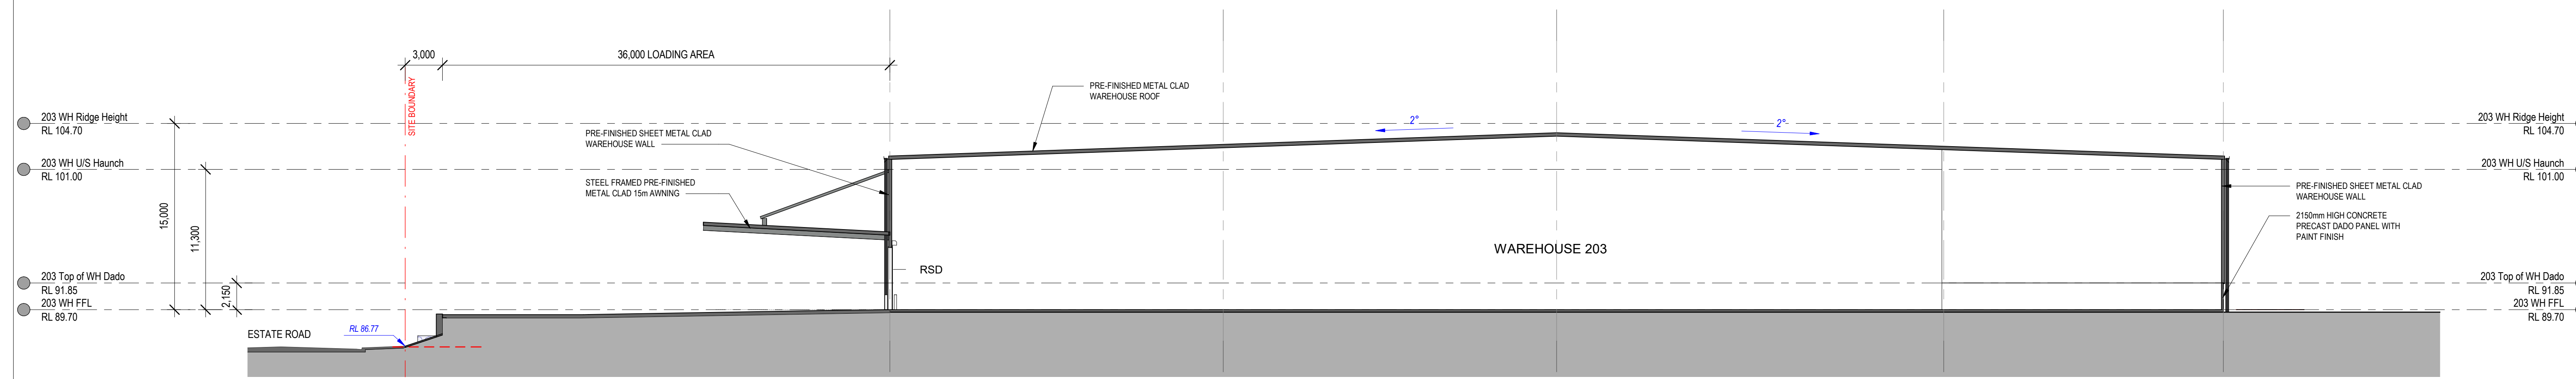 3,000
36,000 LOADING AREA
SITE BOUNDARY
PRE-FINISHED METAL CLAD
WAREHOUSE ROOF
203 WH Ridge Height
RL 104.70
2°
2°
203 WH Ridge Height
RL 104.70
PRE-FINISHED SHEET METAL CLAD
WAREHOUSE WALL
203 WH U/S Haunch
RL 101.00
203 WH U/S Haunch
RL 101.00
STEEL FRAMED PRE-FINISHED
METAL CLAD 15m AWNING
PRE-FINISHED SHEET METAL CLAD
WAREHOUSE WALL
15,000
11,300
2150mm HIGH CONCRETE
PRECAST DADO PANEL WITH
PAINT FINISH
WAREHOUSE 203
RSD
203 Top of WH Dado
RL 91.85
2,150
203 Top of WH Dado
RL 91.85
203 WH FFL
RL 89.70
203 WH FFL
RL 89.70
ESTATE ROAD
RL 86.77